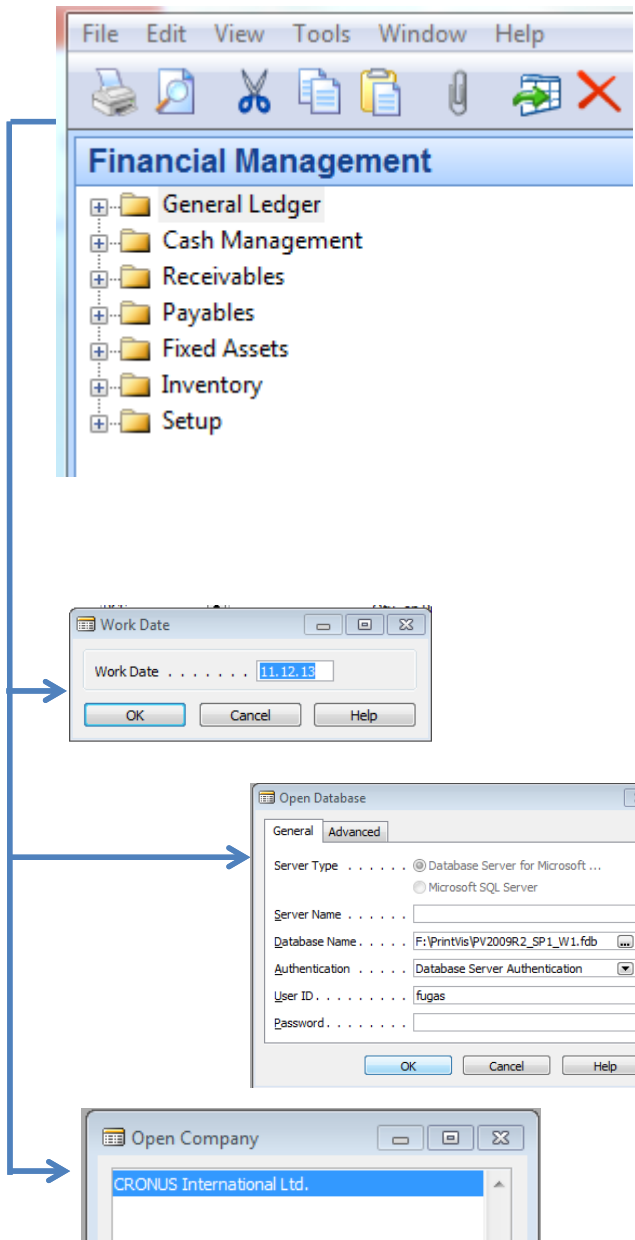 File Edit View Tools Window Help
Financial Management
General Ledger
Cash Management
Receivables
Payables
Fixed Assets
Inventory
Setup
Work Date
Work Date . . . . . . . 11.12.13
OK Cancel Help
Open Database
General Advanced
Server Type . . . . . . Database Server for Microsoft ...
Microsoft SQL Server
Server Name . . . . . .
Database Name . . . . . F:\PrintVis\PV2009R2_SP1_W1.fdb ...
Authentication . . . . . Database Server Authentication
User ID . . . . . . . . . fugas
Password . . . . . . . .
OK Cancel Help
Open Company
CRONUS International Ltd.